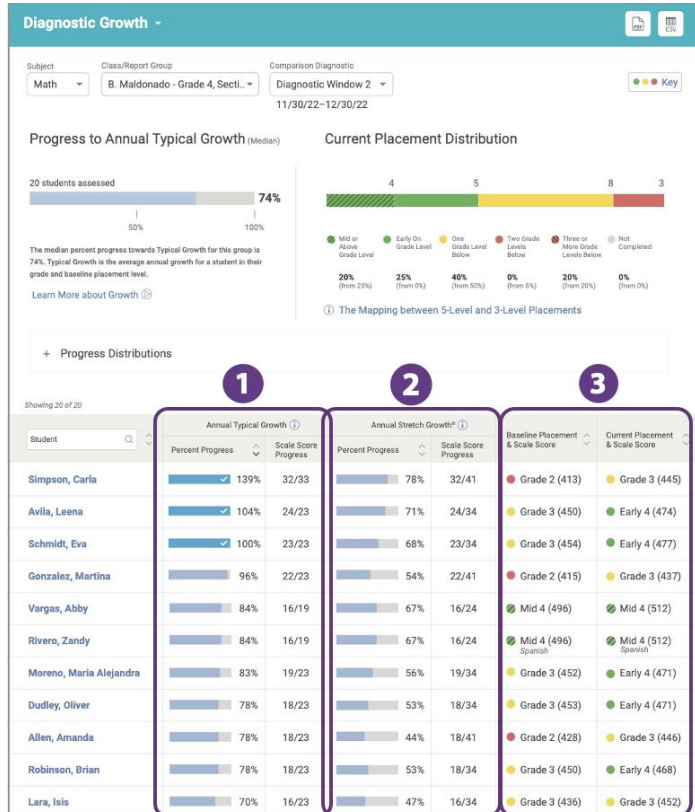 Diagnostic Growth
PDF
CSV
Subject
Class/Report Group
Comparison Diagnostic
Math
B. Maldonado - Grade 4, Secti..
Diagnostic Window 2
Key
11/30/22–12/30/22
Progress to Annual Typical Growth (Median)
Current Placement Distribution
20 students assessed
74%
50%
100%
The median percent progress towards Typical Growth for this group is
74%. Typical Growth is the average annual growth for a student in their
grade and baseline placement level.
Learn More about Growth
4 5 8 3
Mid or Above Grade Level
20%
(from 20%)
Early On Grade Level
25%
(from 0%)
One Grade Level Below
40%
(from 50%)
Two Grade Levels Below
0%
(from 5%)
Three or More Grade Levels Below
20%
(from 20%)
Not Completed
0%
(from 0%)
The Mapping between 5-Level and 3-Level Placements
+ Progress Distributions
1 2 3
Showing 20 of 20
Student
Annual Typical Growth
Percent Progress
Scale Score Progress
Annual Stretch Growth®
Percent Progress
Scale Score Progress
Baseline Placement & Scale Score
Current Placement & Scale Score
Simpson, Carla 139% 32/33 78% 32/41 Grade 2 (413) Grade 3 (445)
Avila, Leena 104% 24/23 71% 24/34 Grade 3 (450) Early 4 (474)
Schmidt, Eva 100% 23/23 68% 23/34 Grade 3 (454) Early 4 (477)
Gonzalez, Martina 96% 22/23 54% 22/41 Grade 2 (415) Grade 3 (437)
Vargas, Abby 84% 16/19 67% 16/24 Mid 4 (496) Mid 4 (512)
Rivero, Zandy 84% 16/19 67% 16/24 Mid 4 (496) Mid 4 (512)
Spanish Spanish
Moreno, Maria Alejandra 83% 19/23 56% 19/34 Grade 3 (452) Early 4 (471)
Dudley, Oliver 78% 18/23 53% 18/34 Grade 3 (453) Early 4 (471)
Allen, Amanda 78% 18/23 44% 18/41 Grade 2 (428) Grade 3 (446)
Robinson, Brian 78% 18/23 53% 18/34 Grade 3 (450) Early 4 (468)
Lara, Isis 70% 16/23 47% 16/34 Grade 3 (436) Grade 3 (452)